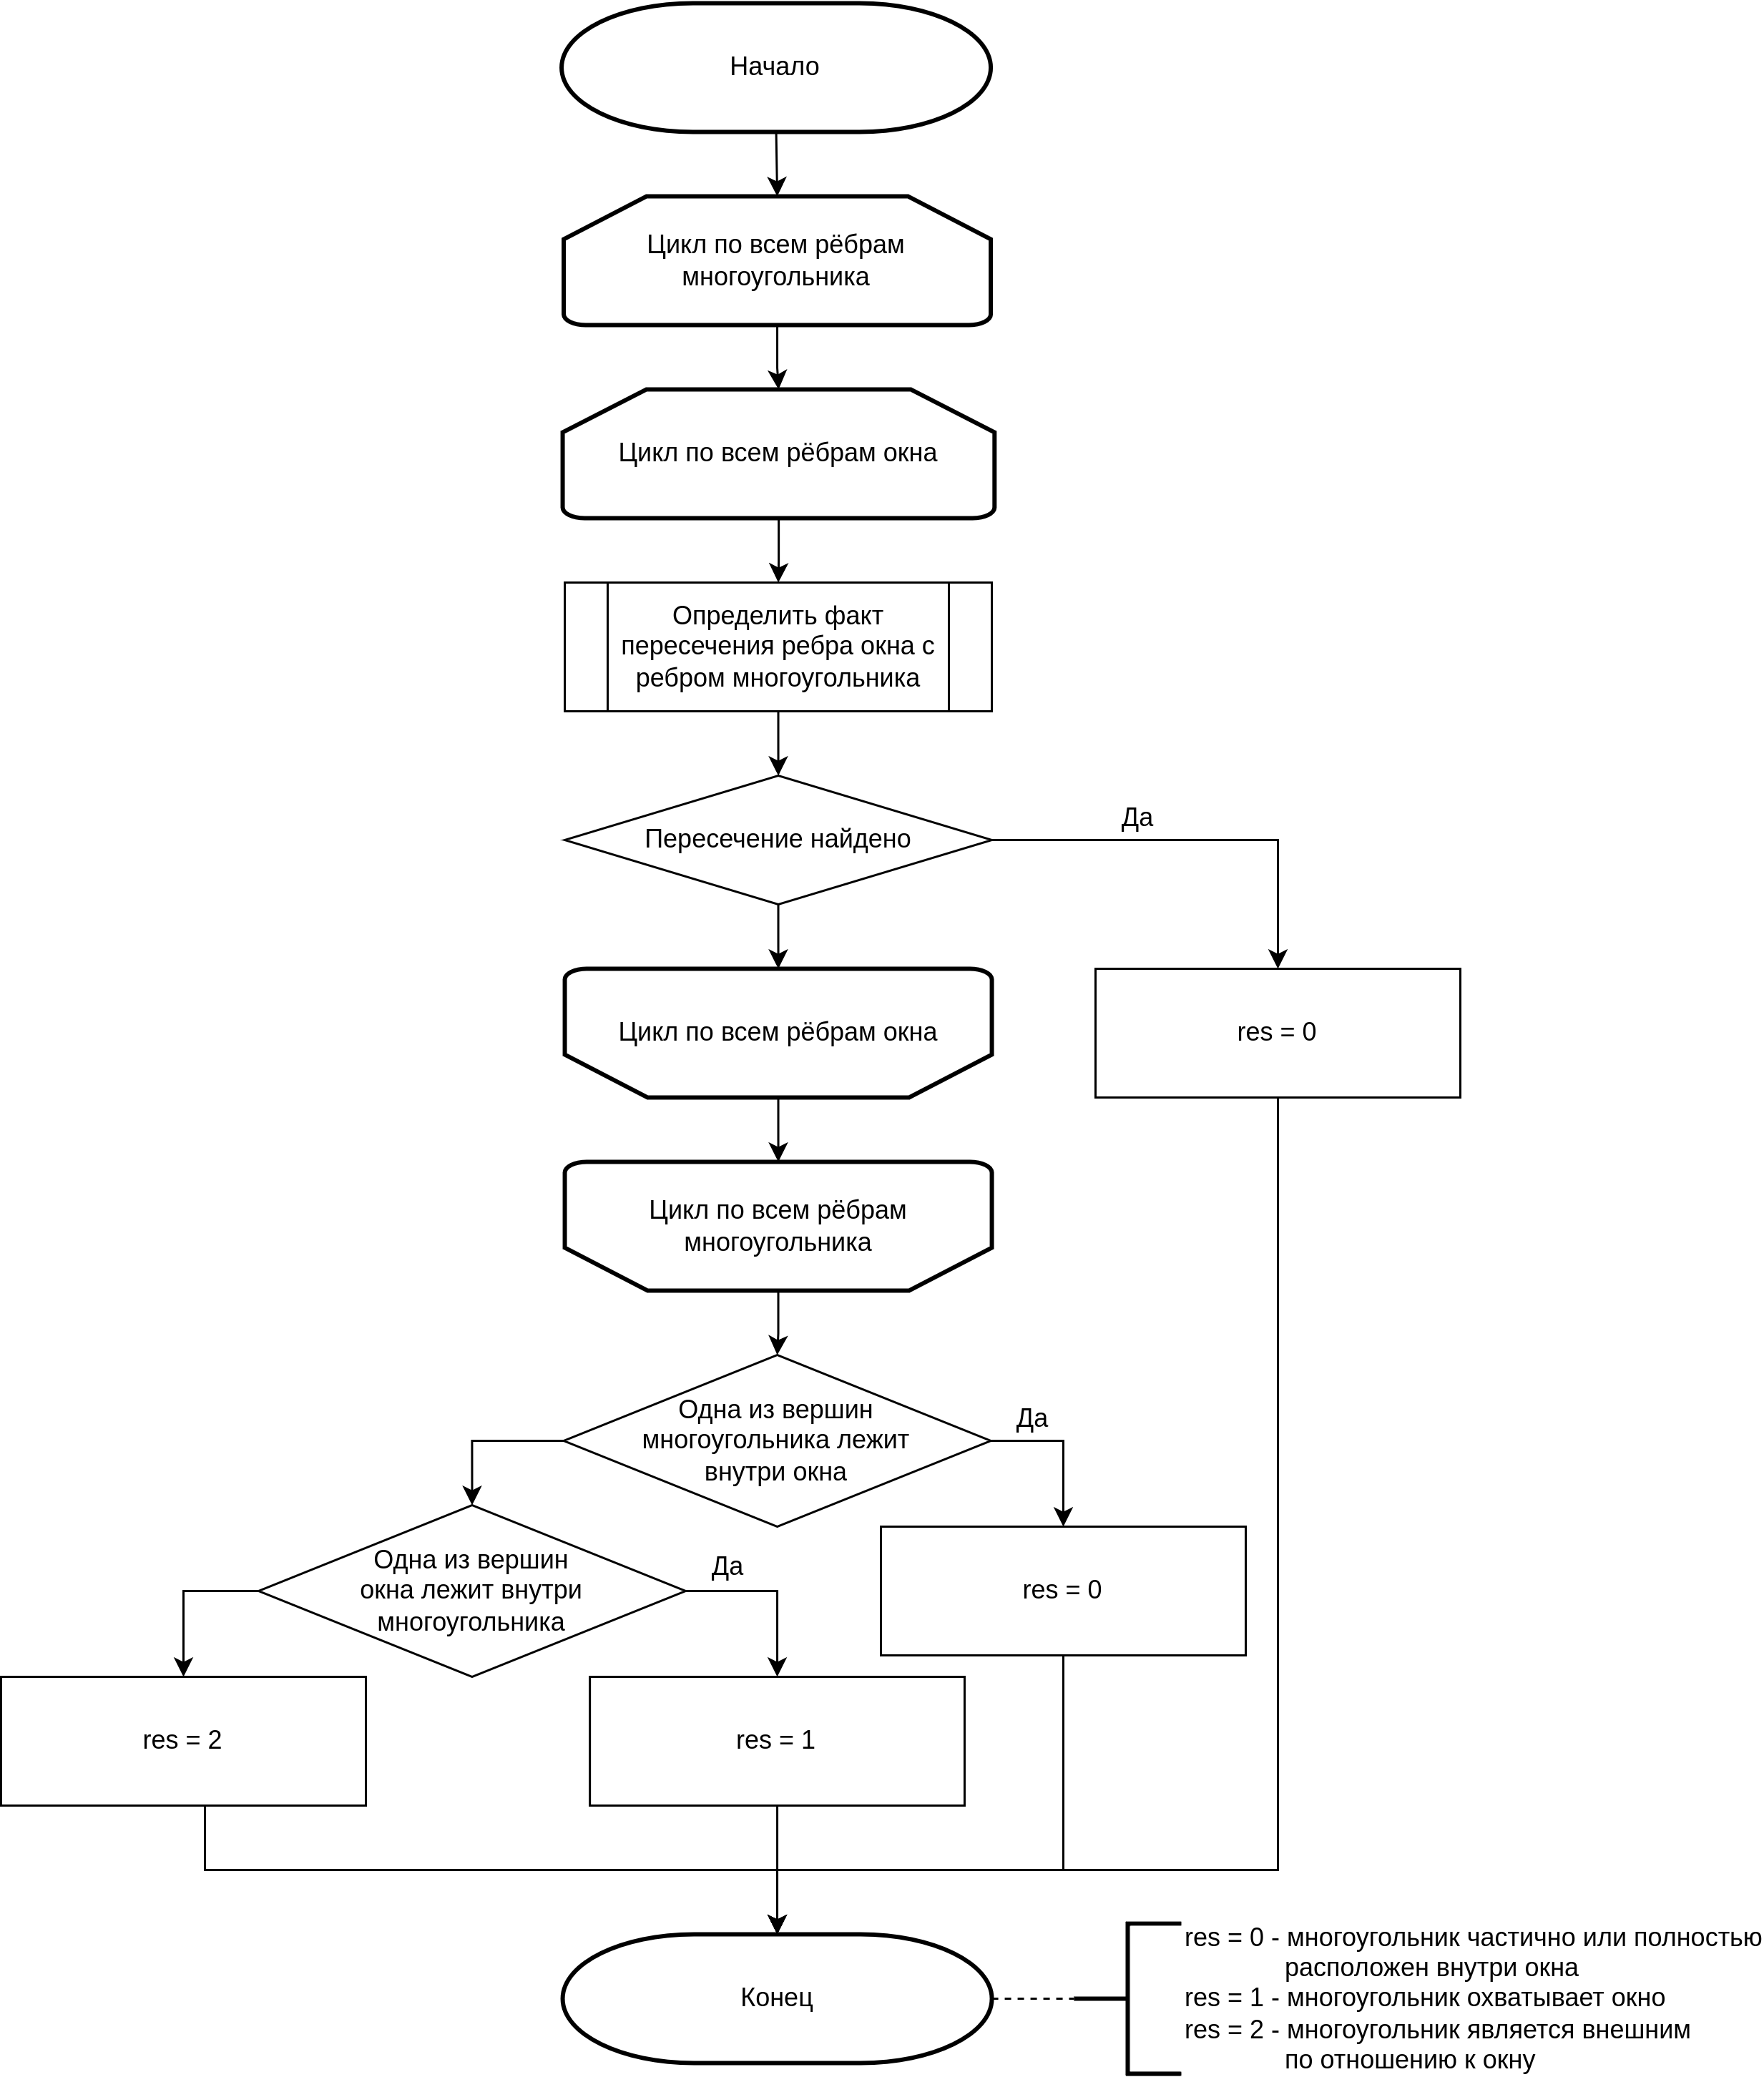 Начало
Цикл по всем рёбрам
многоугольника
Цикл по всем рёбрам окна
Определить факт
пересечения ребра окна с
ребром многоугольника
Пересечение найдено
Да
Цикл по всем рёбрам окна
res = 0
Цикл по всем рёбрам
многоугольника
Одна из вершин
многоугольника лежит
внутри окна
Да
Одна из вершин
окна лежит внутри
многоугольника
Да
res = 0
res = 2
res = 1
Конец
res = 0 - многоугольник частично или полностью
расположен внутри окна
res = 1 - многоугольник охватывает окно
res = 2 - многоугольник является внешним
по отношению к окну